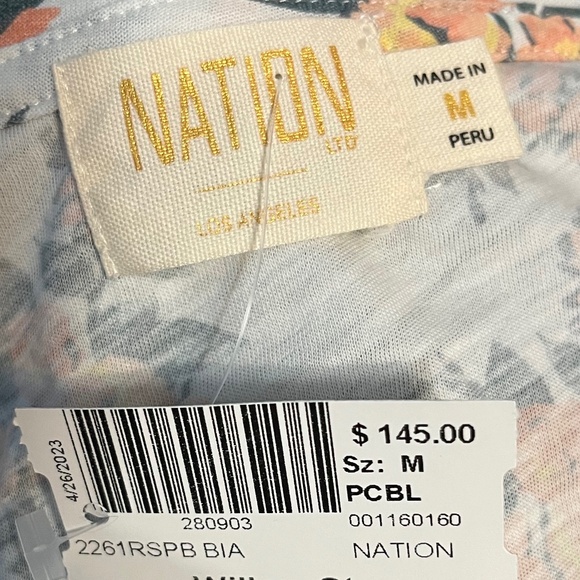 NATION
LTD
LOS ANGELES
MADE IN
M
PERU
4/26/2023
$ 145.00
Sz: M
PCBL
280903
001160160
2261RSPB BIA
NATION